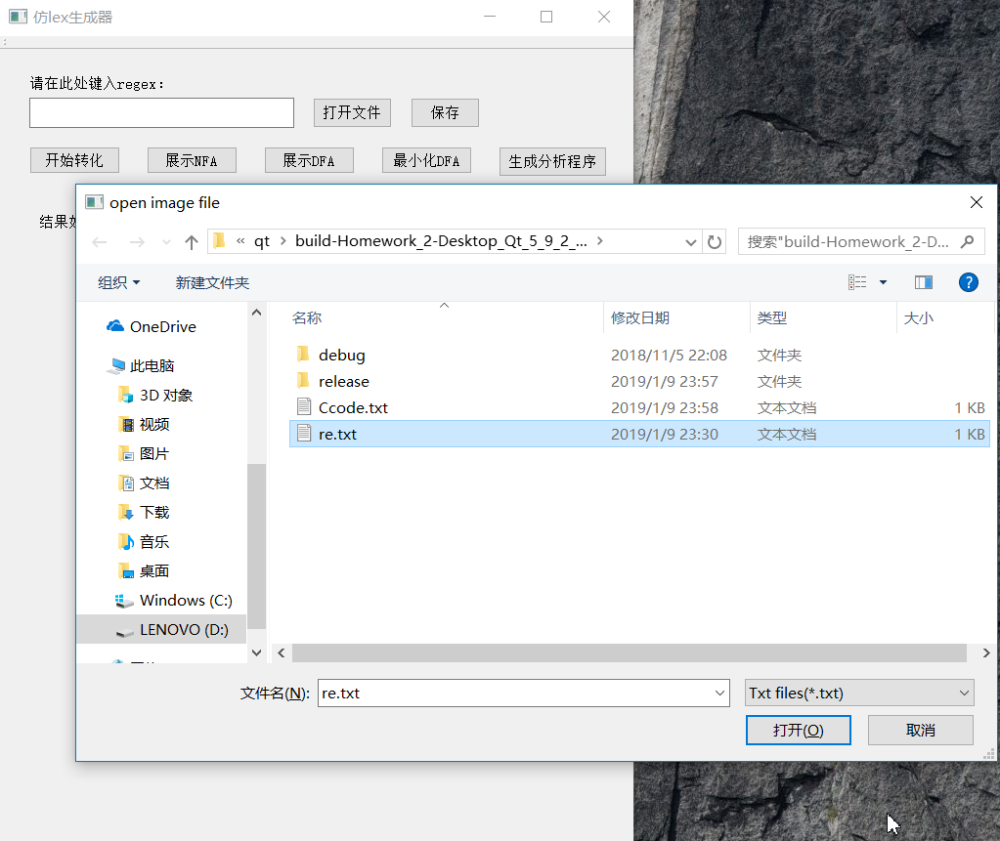 仿lex生成器
请在此处键入regex：
打开文件 保存
开始转化 展示NFA 展示DFA 最小化DFA 生成分析程序
结果如
open image file
« qt › build-Homework_2-Desktop_Qt_5_9_2_... › 搜索"build-Homework_2-D...
组织 新建文件夹
名称 修改日期 类型 大小
OneDrive
此电脑
3D 对象
视频
图片
文档
下载
音乐
桌面
Windows (C:)
LENOVO (D:)
debug 2018/11/5 22:08 文件夹
release 2019/1/9 23:57 文件夹
Ccode.txt 2019/1/9 23:58 文本文档 1 KB
re.txt 2019/1/9 23:30 文本文档 1 KB
文件名(N): re.txt Txt files(*.txt)
打开(O) 取消